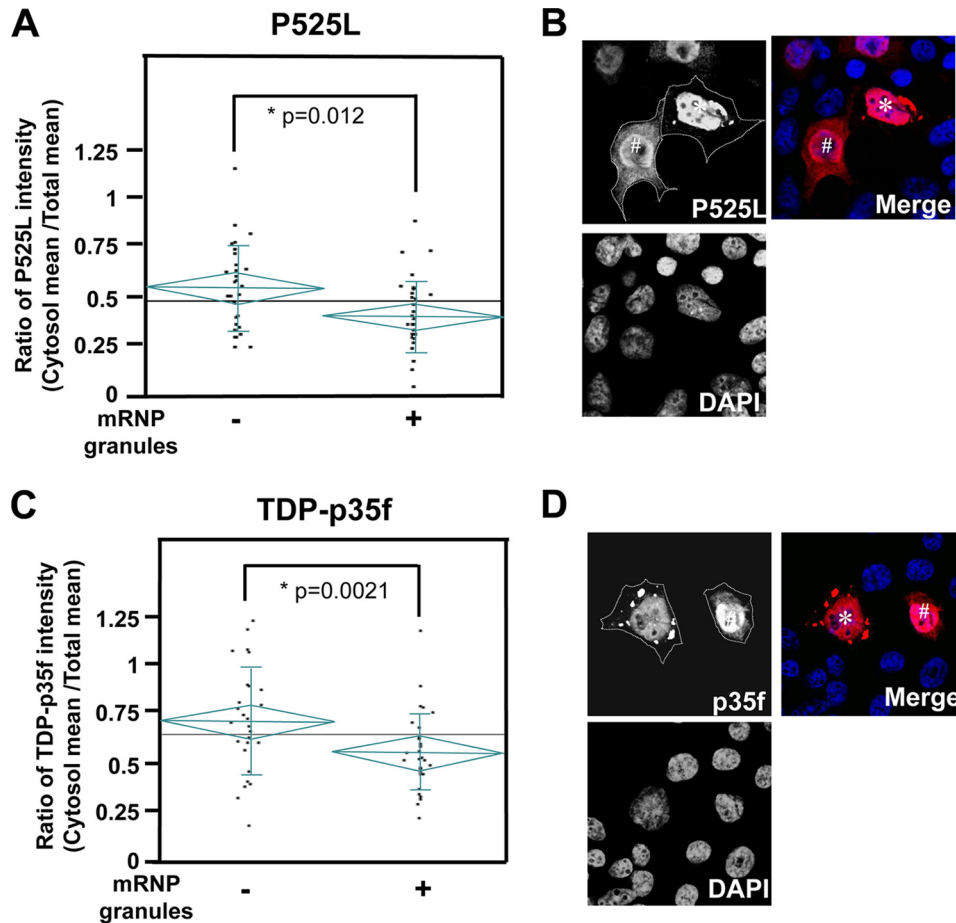 A
P525L
* p=0.012
1.25
1
0.75
0.5
0.25
0
Ratio of P525L intensity
(Cytosol mean /Total mean)
mRNP
granules
-
+
B
*
#
P525L
*
#
Merge
DAPI
C
TDP-p35f
* p=0.0021
1.25
1
0.75
0.5
0.25
0
Ratio of TDP-p35f intensity
(Cytosol mean /Total mean)
mRNP
granules
-
+
D
*
#
p35f
*
#
Merge
DAPI